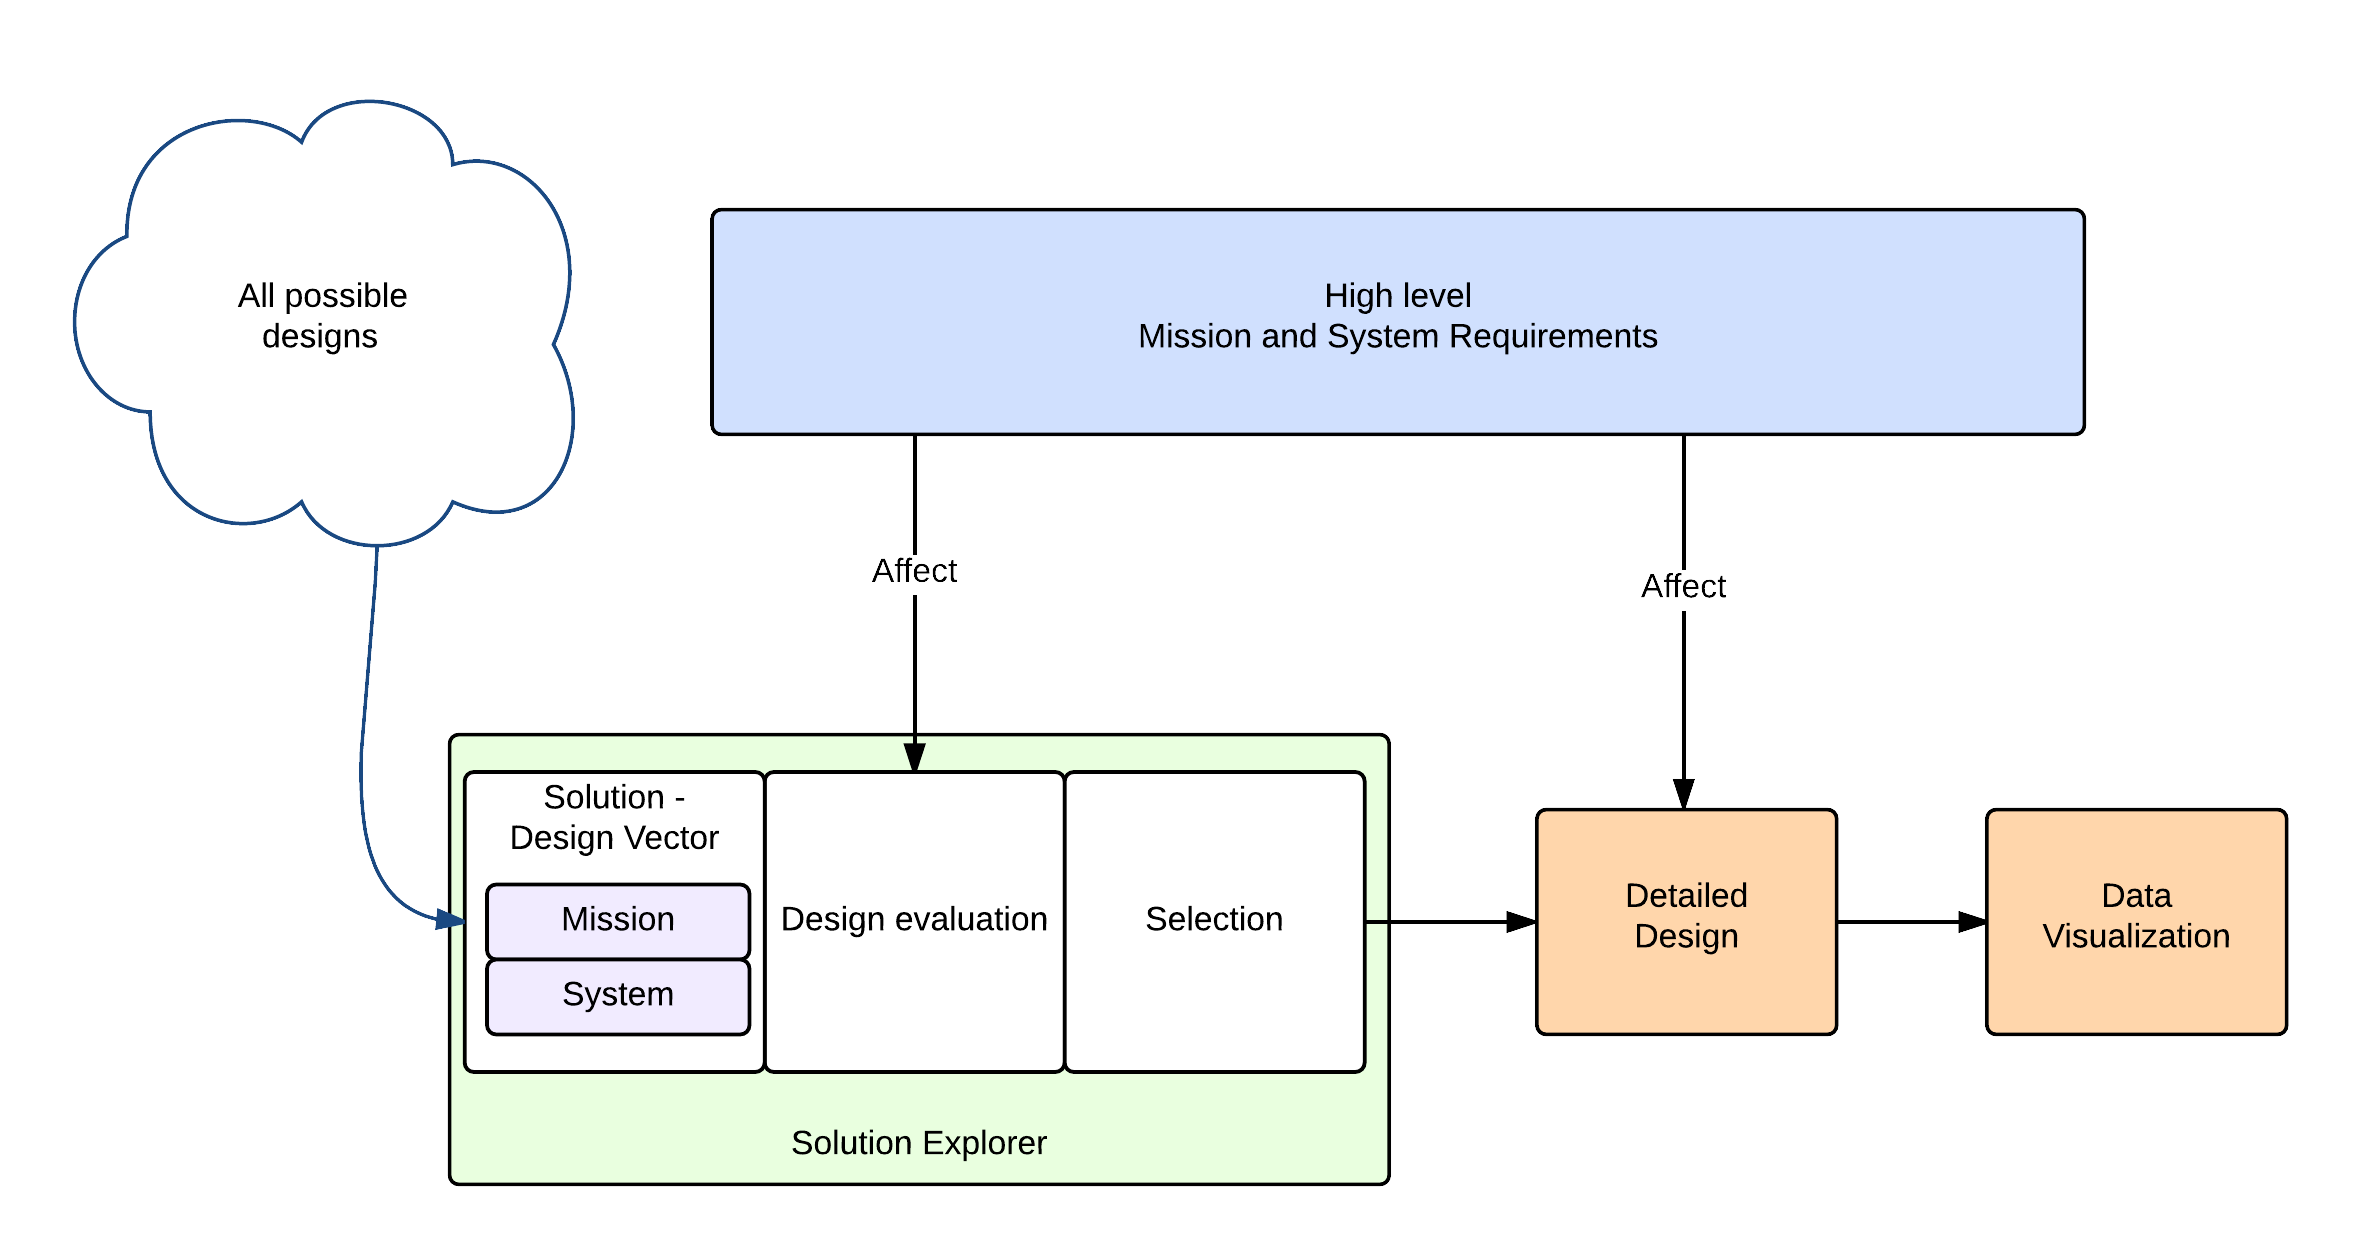 All possible
designs
High level
Mission and System Requirements
Affect
Affect
Solution -
Design Vector
Mission
System
Design evaluation
Selection
Solution Explorer
Detailed
Design
Data
Visualization